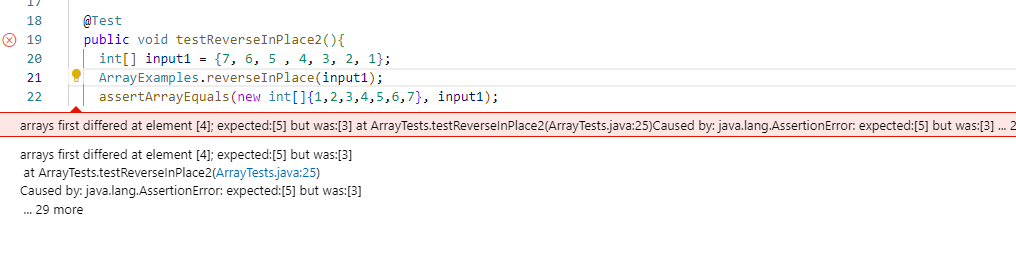 17
18 @Test
19 public void testReverseInPlace2(){
20 int[] input1 = {7, 6, 5 , 4, 3, 2, 1};
21 ArrayExamples.reverseInPlace(input1);
22 assertArrayEquals(new int[]{1,2,3,4,5,6,7}, input1);
arrays first differed at element [4]; expected:[5] but was:[3] at ArrayTests.testReverseInPlace2(ArrayTests.java:25)Caused by: java.lang.AssertionError: expected:[5] but was:[3] ... 2
arrays first differed at element [4]; expected:[5] but was:[3]
at ArrayTests.testReverseInPlace2(ArrayTests.java:25)
Caused by: java.lang.AssertionError: expected:[5] but was:[3]
... 29 more